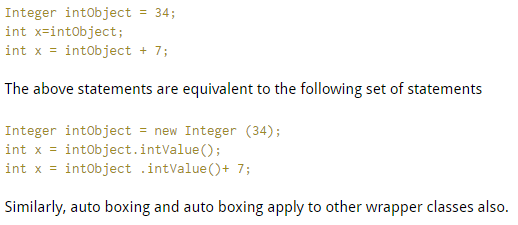 Integer intObject = 34;
int x=intObject;
int x = intObject + 7;
The above statements are equivalent to the following set of statements
Integer intObject = new Integer (34);
int x = intObject.intValue();
int x = intObject .intValue()+ 7;
Similarly, auto boxing and auto boxing apply to other wrapper classes also.